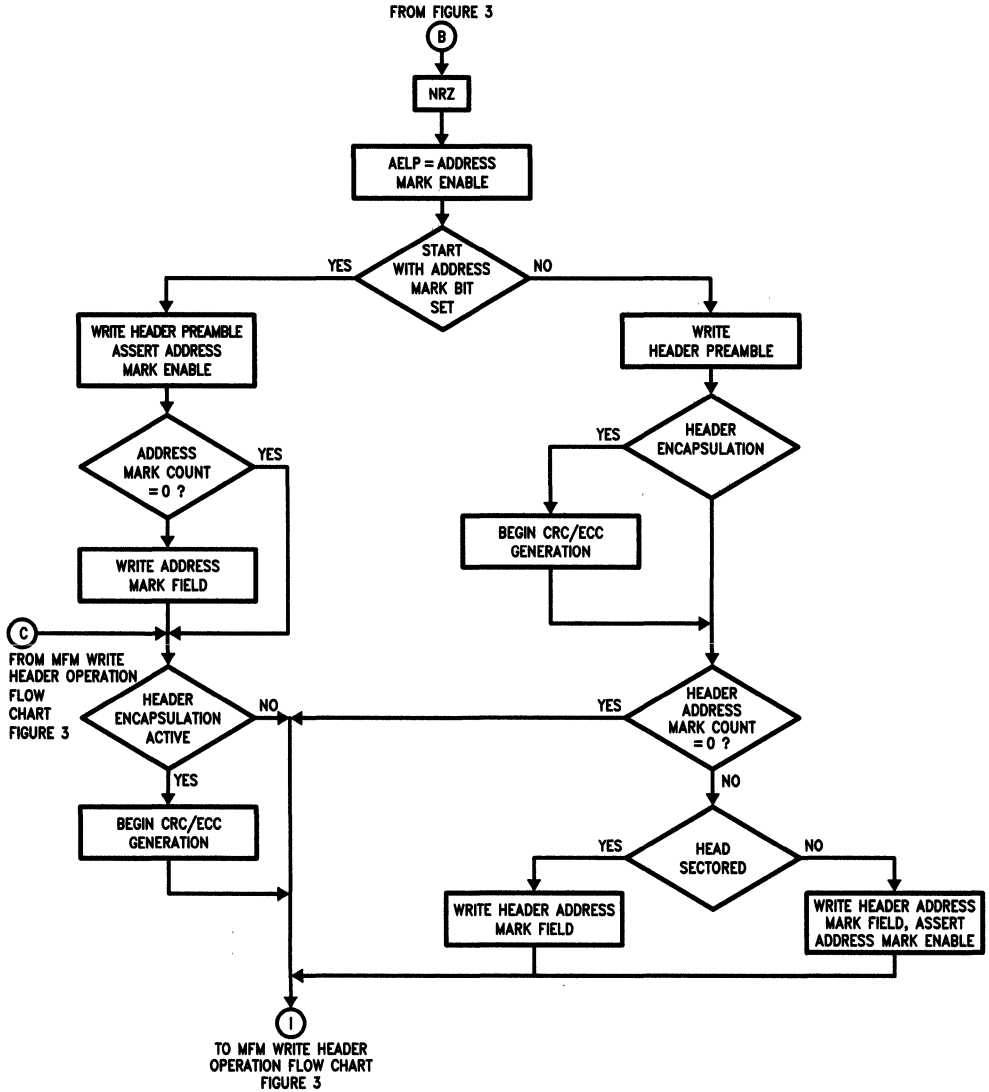 FROM FIGURE 3
B
NRZ
AELP = ADDRESS
MARK ENABLE
START
WITH ADDRESS
MARK BIT
SET
YES
NO
WRITE HEADER PREAMBLE
ASSERT ADDRESS
MARK ENABLE
WRITE
HEADER PREAMBLE
ADDRESS
MARK COUNT
= 0 ?
YES
HEADER
ENCAPSULATION
YES
BEGIN CRC/ECC
GENERATION
WRITE ADDRESS
MARK FIELD
C
FROM MFM WRITE
HEADER OPERATION
FLOW
CHART
FIGURE 3
HEADER
ENCAPSULATION
ACTIVE
NO
YES
HEADER
ADDRESS
MARK COUNT
= 0 ?
YES
NO
BEGIN CRC/ECC
GENERATION
HEAD
SECTORED
YES
NO
WRITE HEADER ADDRESS
MARK FIELD
WRITE HEADER ADDRESS
MARK FIELD, ASSERT
ADDRESS MARK ENABLE
I
TO MFM WRITE HEADER
OPERATION FLOW CHART
FIGURE 3